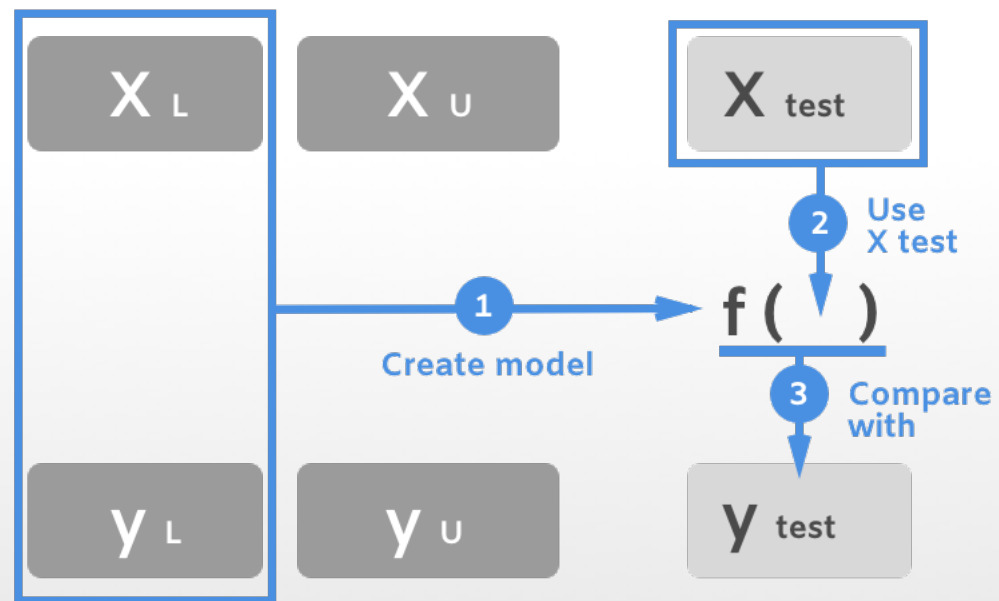 X L
X U
X test
2
Use
X test
1
f ( )
Create model
3
Compare
with
y L
y U
y test